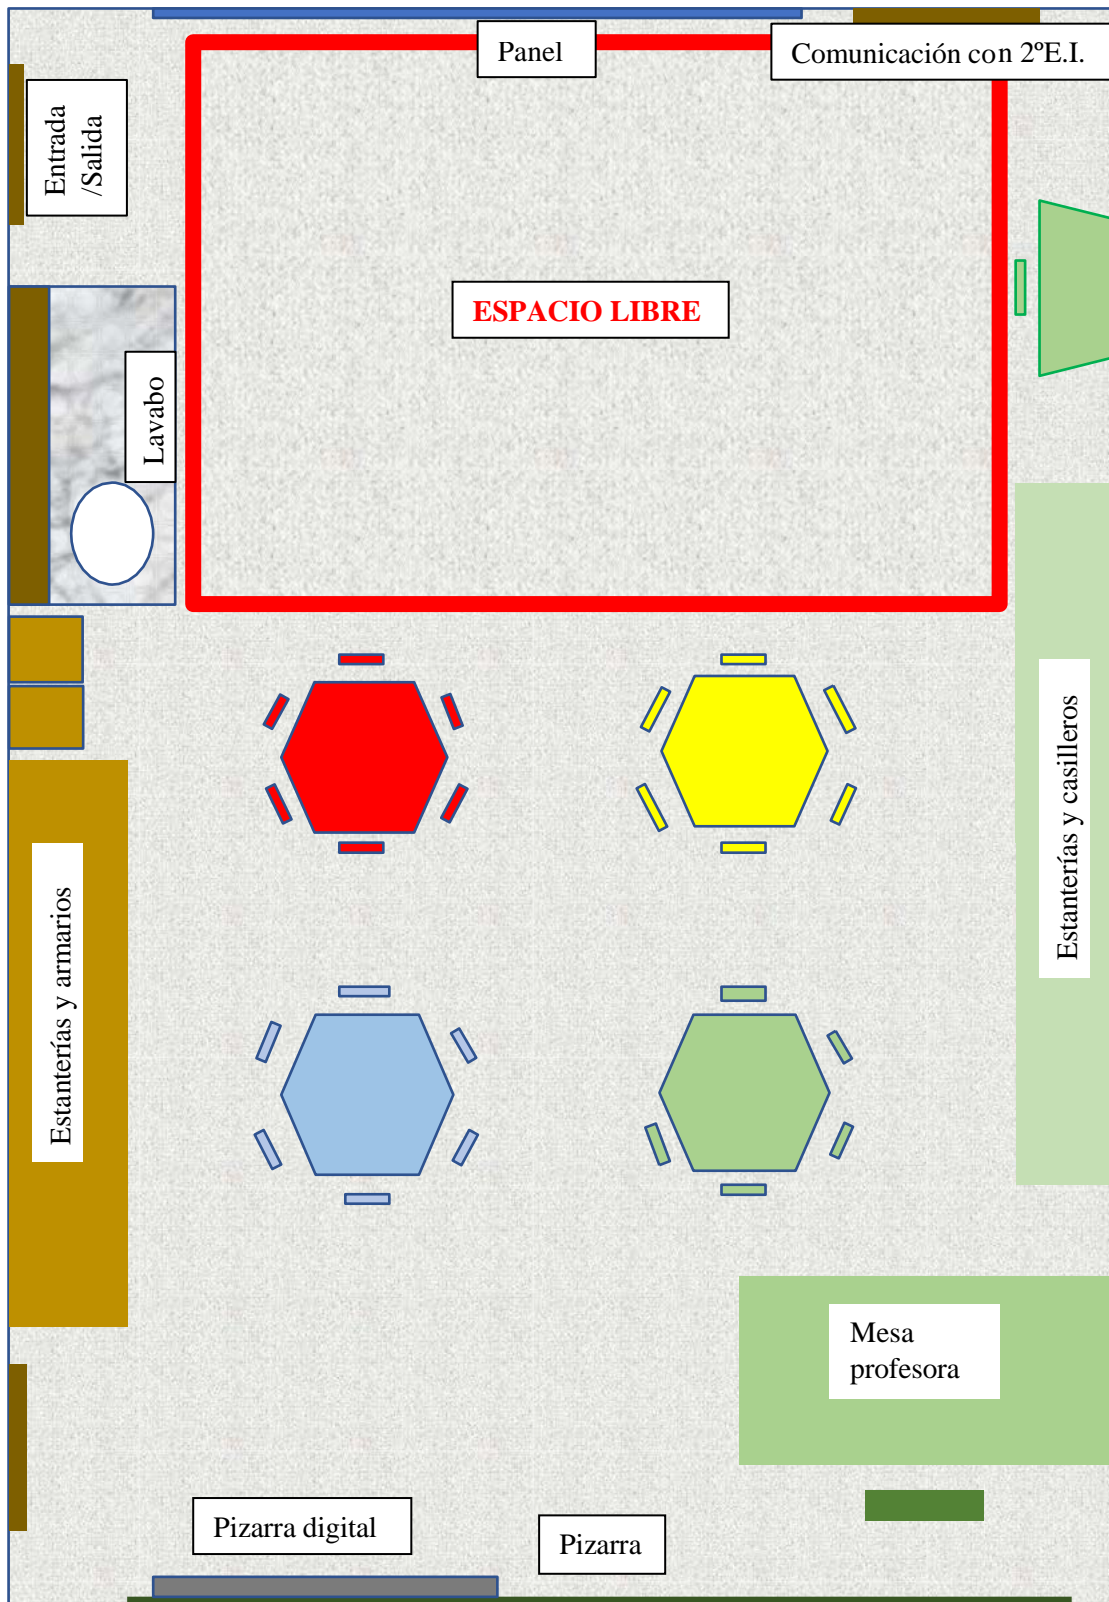 Panel
Comunicación con 2ºE.I.
Entrada
/Salida
ESPACIO LIBRE
Lavabo
Estanterías y casilleros
Estanterías y armarios
Mesa
profesora
Pizarra digital
Pizarra